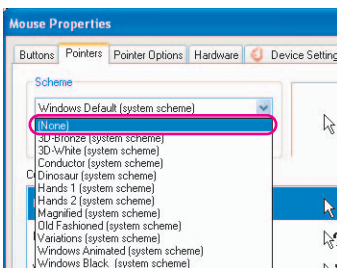 Mouse Properties
Buttons Pointers Pointer Options Hardware Device Setting
Scheme
Windows Default (system scheme)
(None)
3D-Bronze (system scheme)
3D-White (system scheme)
Conductor (system scheme)
Dinosaur (system scheme)
Hands 1 (system scheme)
Hands 2 (system scheme)
Magnified (system scheme)
Old Fashioned (system scheme)
Variations (system scheme)
Windows Animated (system scheme)
Windows Black (system scheme)